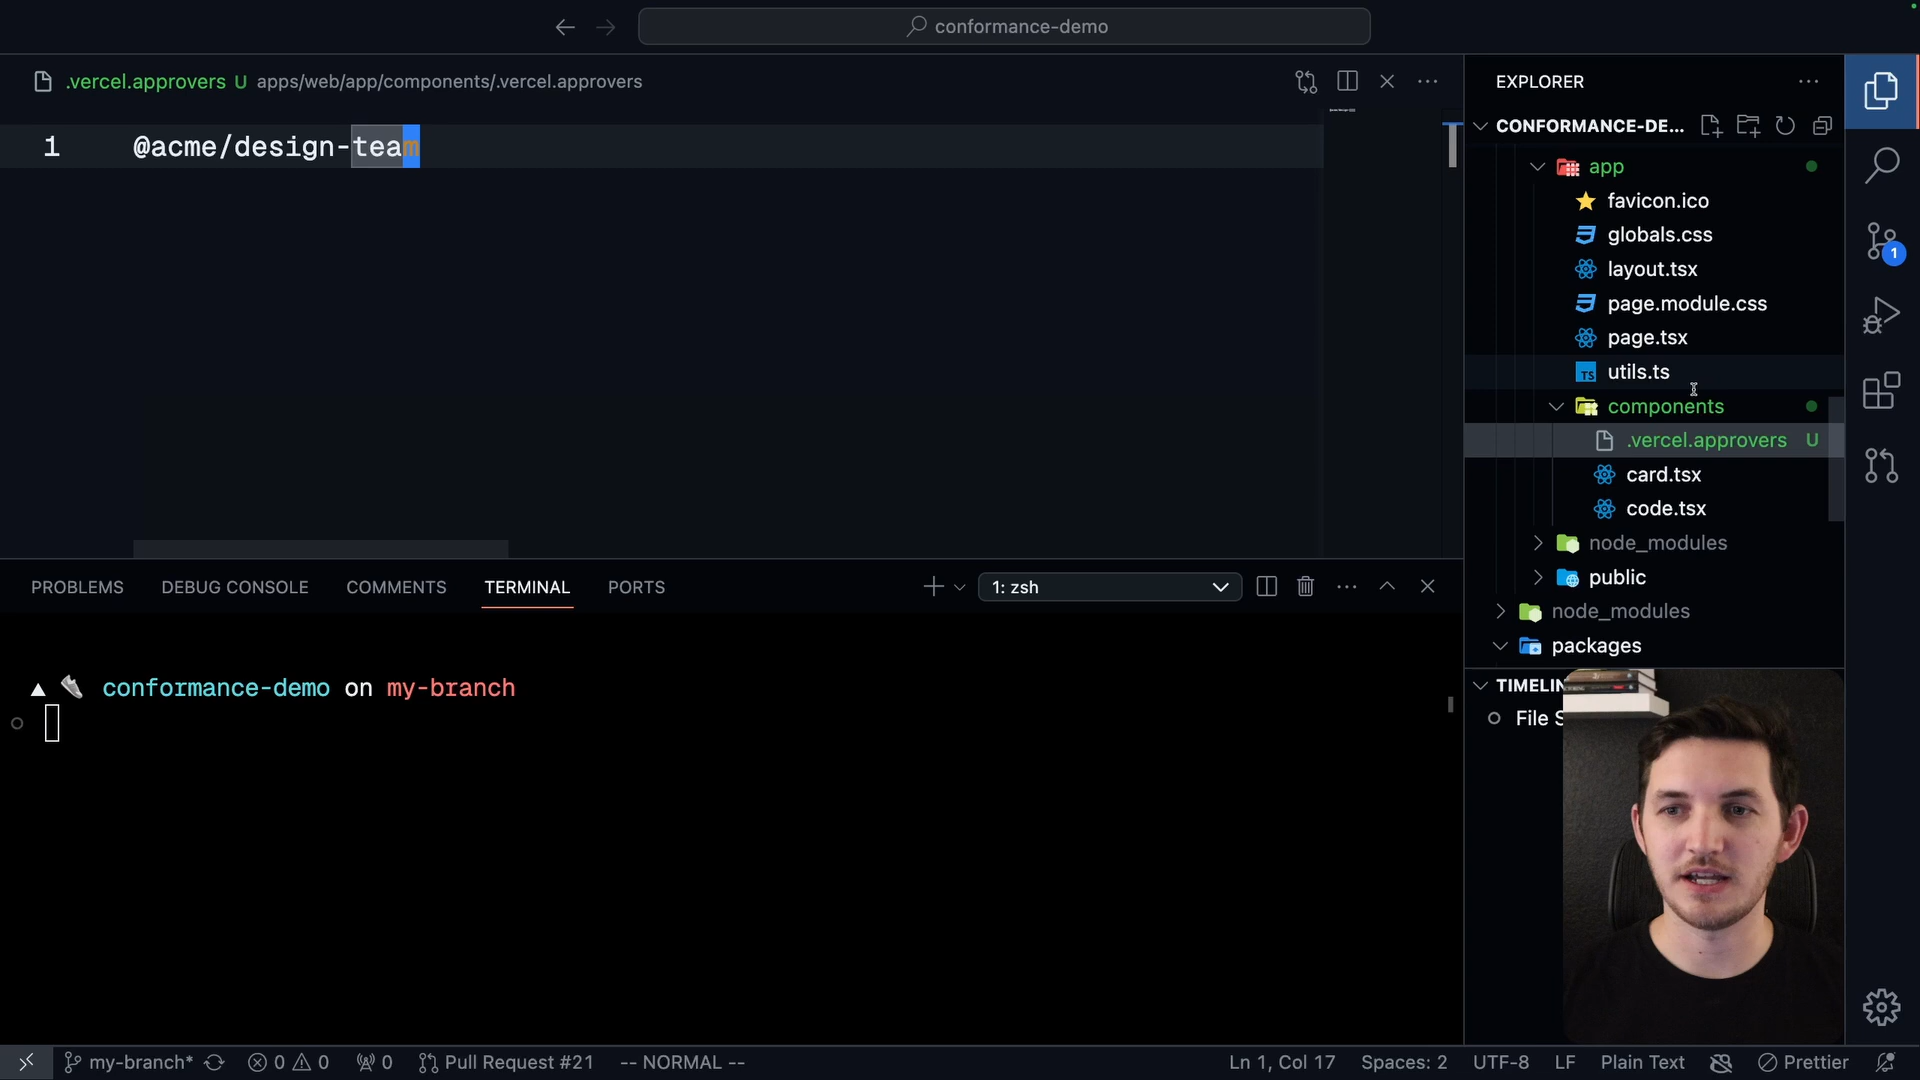 conformance-demo
.vercel.approvers U apps/web/app/components/.vercel.approvers
1 @acme/design-team
EXPLORER
CONFORMANCE-DE...
app
favicon.ico
globals.css
layout.tsx
page.module.css
page.tsx
TS utils.ts
components
.vercel.approvers U
card.tsx
code.tsx
node_modules
public
node_modules
packages
1
PROBLEMS DEBUG CONSOLE COMMENTS TERMINAL PORTS 1: zsh
conformance-demo on my-branch
TIMELIN
File S
my-branch* 0 0 0 Pull Request #21 -- NORMAL -- Ln 1, Col 17 Spaces: 2 UTF-8 LF Plain Text Prettier